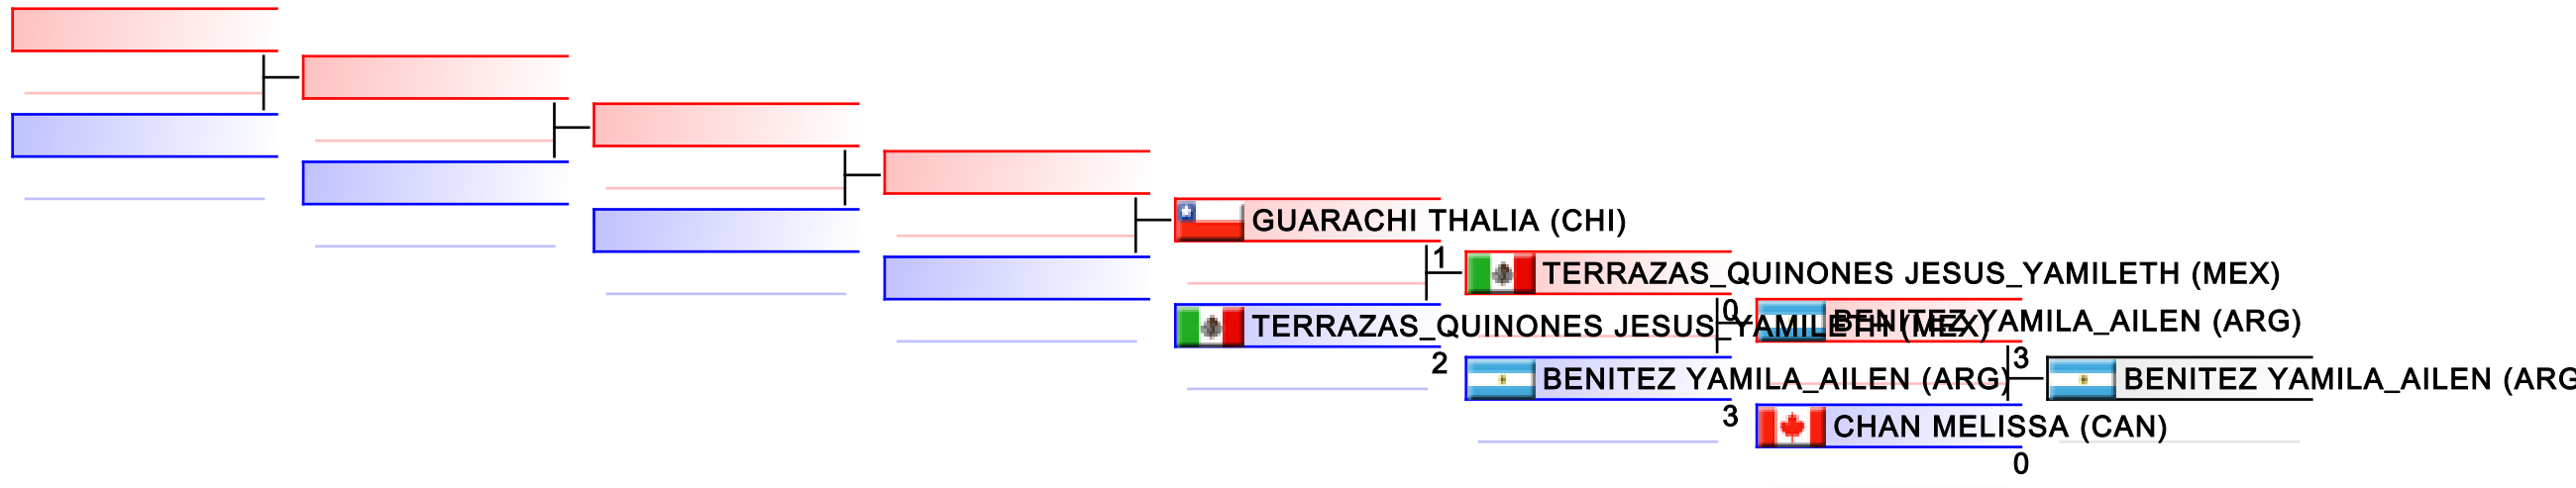 GUARACHI THALIA (CHI)
1
TERRAZAS_QUINONES JESUS_YAMILETH (MEX)
TERRAZAS_QUINONES JESUS_YAMILETH (MEX)
2
0
BENITEZ YAMILA_AILEN (ARG)
BENITEZ YAMILA_AILEN (ARG)
3
3
BENITEZ YAMILA_AILEN (ARG
CHAN MELISSA (CAN)
0